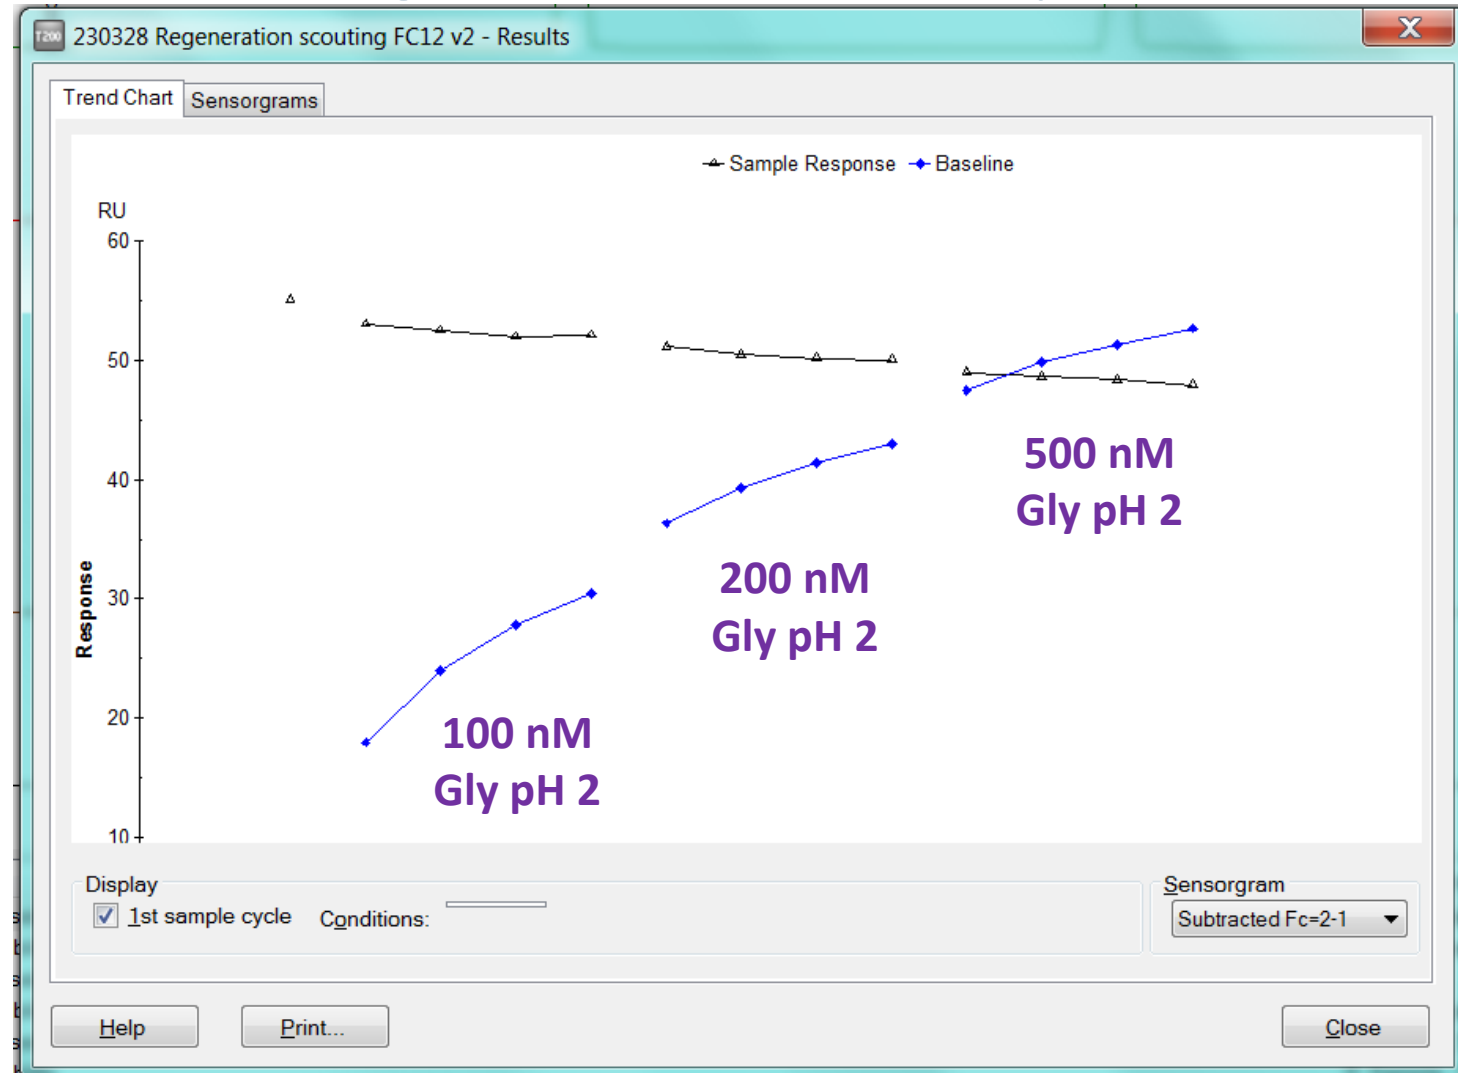 T200 230328 Regeneration scouting FC12 v2 - Results
X
Trend Chart Sensorgrams
Sample Response Baseline
RU
60
50
40
30
20
10
Response
500 nM
Gly pH 2
200 nM
Gly pH 2
100 nM
Gly pH 2
Display
1st sample cycle Conditions:
Sensorgram
Subtracted Fc=2-1
Help Print... Close